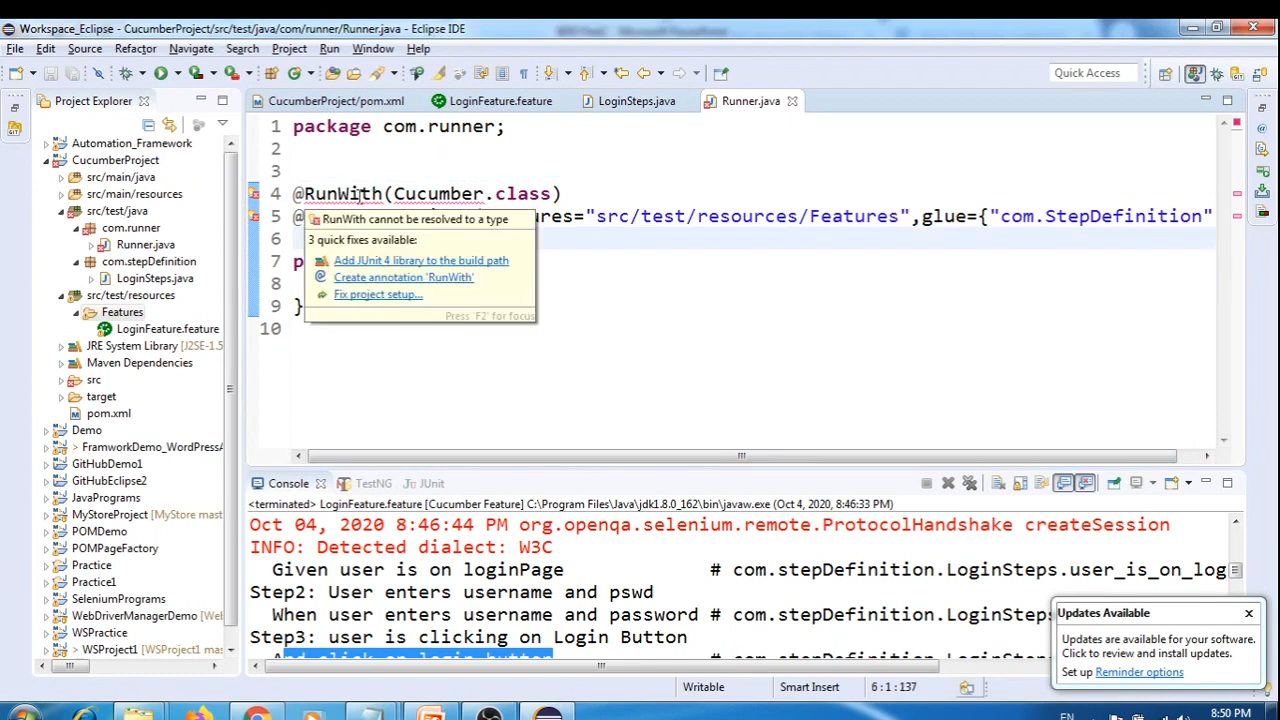 Workspace_Eclipse - CucumberProject/src/test/java/com/runner/Runner.java - Eclipse IDE
File Edit Source Refactor Navigate Search Project Run Window Help
Quick Access
Project Explorer
CucumberProject/pom.xml LoginFeature.feature LoginSteps.java Runner.java
Automation_Framework
CucumberProject
src/main/java
src/main/resources
src/test/java
com.runner
Runner.java
com.stepDefinition
LoginSteps.java
src/test/resources
Features
LoginFeature.feature
JRE System Library [J2SE-1.5
Maven Dependencies
src
target
pom.xml
Demo
> FramworkDemo_WordPressA
GitHubDemo1
GitHubEclipse2
JavaPrograms
MyStoreProject [MyStore mast
POMDemo
POMPageFactory
Practice
Practice1
SeleniumPrograms
WebDriverManagerDemo [Wel
WSPractice
> WSProject1 [WSProject1 mast
1 package com.runner;
2
3
4 @RunWith(Cucumber.class)
5 @ ures="src/test/resources/Features",glue={"com.StepDefinition"
6
7 p
8
9 }
10
RunWith cannot be resolved to a type
3 quick fixes available:
Add JUnit 4 library to the build path
Create annotation 'RunWith'
Fix project setup...
Press 'F2' for focus
Console TestNG JUnit
<terminated> LoginFeature.feature [Cucumber Feature] C:\Program Files\Java\jdk1.8.0_162\bin\javaw.exe (Oct 4, 2020, 8:46:33 PM)
Oct 04, 2020 8:46:44 PM org.openqa.selenium.remote.ProtocolHandshake createSession
INFO: Detected dialect: W3C
Given user is on loginPage # com.stepDefinition.LoginSteps.user_is_on_log
Step2: User enters username and pswd
When user enters username and password # com.stepDefinition.LoginSteps
Step3: user is clicking on Login Button
And click on login button # com.stepDefinition.LoginSteps
Updates Available
Updates are available for your software.
Click to review and install updates.
Set up Reminder options
Writable Smart Insert 6 : 1 : 137
EN 8:50 PM